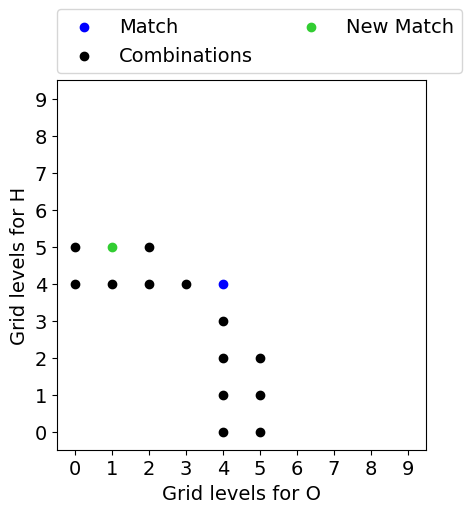 Match
Combinations
New Match
9
8
7
6
5
4
3
2
1
0
Grid levels for H
0 1 2 3 4 5 6 7 8 9
Grid levels for O